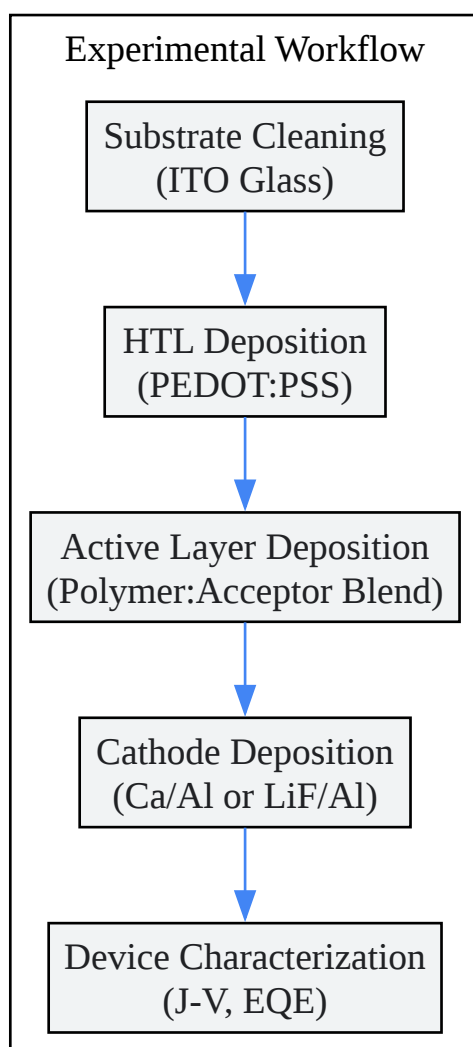 Experimental Workflow
Substrate Cleaning
(ITO Glass)
HTL Deposition
(PEDOT:PSS)
Active Layer Deposition
(Polymer:Acceptor Blend)
Cathode Deposition
(Ca/Al or LiF/Al)
Device Characterization
(J-V, EQE)